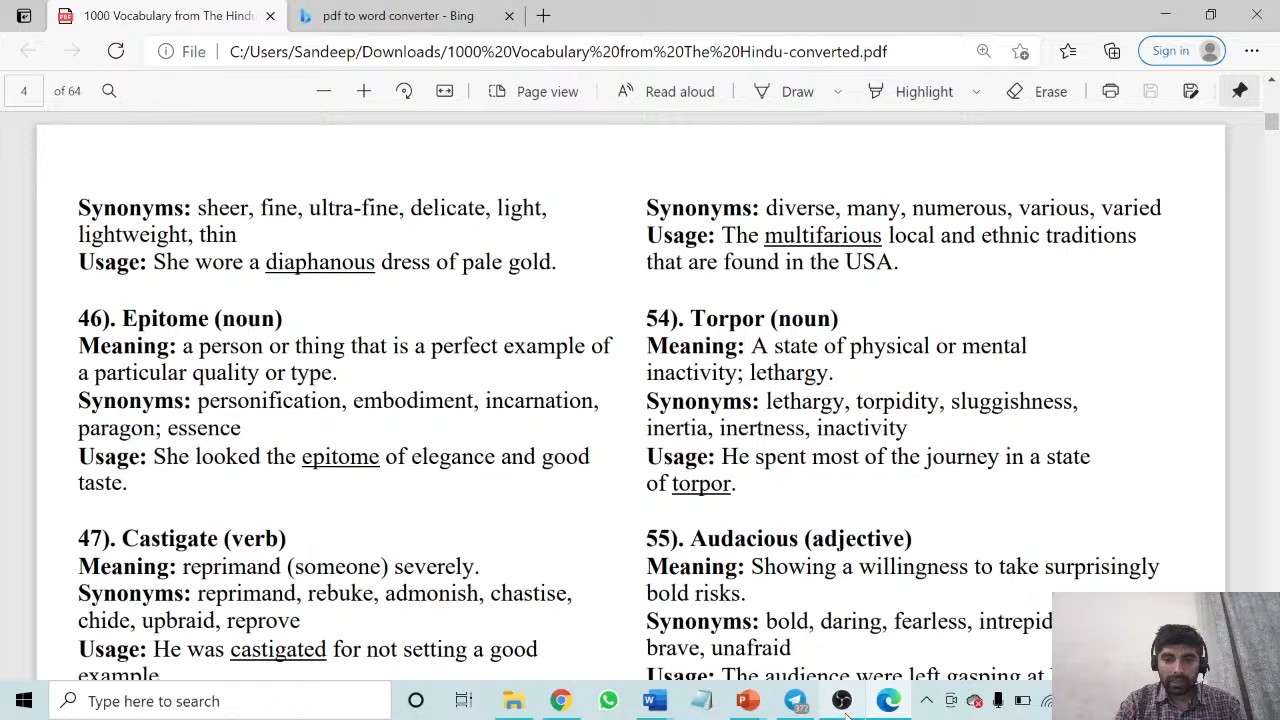 1000 Vocabulary from The Hindu
pdf to word converter - Bing
File
C:/Users/Sandeep/Downloads/1000%20Vocabulary%20from%20The%20Hindu-converted.pdf
Sign in
4 of 64
Page view
Read aloud
Draw
Highlight
Erase
Synonyms: sheer, fine, ultra-fine, delicate, light,
lightweight, thin
Usage: She wore a diaphanous dress of pale gold.
46). Epitome (noun)
Meaning: a person or thing that is a perfect example of
a particular quality or type.
Synonyms: personification, embodiment, incarnation,
paragon; essence
Usage: She looked the epitome of elegance and good
taste.
47). Castigate (verb)
Meaning: reprimand (someone) severely.
Synonyms: reprimand, rebuke, admonish, chastise,
chide, upbraid, reprove
Usage: He was castigated for not setting a good
example
Synonyms: diverse, many, numerous, various, varied
Usage: The multifarious local and ethnic traditions
that are found in the USA.
54). Torpor (noun)
Meaning: A state of physical or mental
inactivity; lethargy.
Synonyms: lethargy, torpidity, sluggishness,
inertia, inertness, inactivity
Usage: He spent most of the journey in a state
of torpor.
55). Audacious (adjective)
Meaning: Showing a willingness to take surprisingly
bold risks.
Synonyms: bold, daring, fearless, intrepid
brave, unafraid
Usage: The audience were left gasping at
Type here to search
872